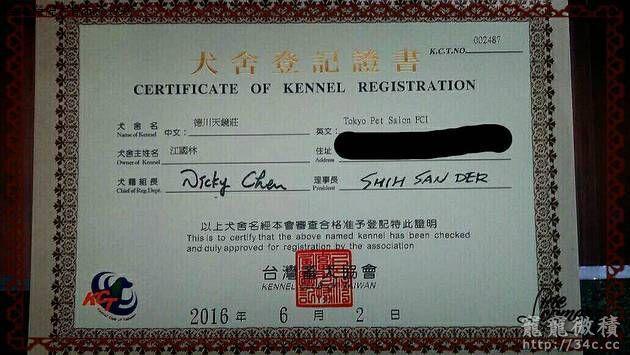 K.C.T.NO. 002487
犬舍登記證書
CERTIFICATE OF KENNEL REGISTRATION
犬舍名 中文：德川天鏡莊 英文：Tokyo Pet Salon FCI
Name of Kennel
犬舍主姓名 江國林 住址
Owner of Kennel Address
犬籍組長 Nicky Chen 理事長 SHIH SAN DER
Chief of Reg.Dept. President
以上犬舍名經本會審查合格准予登記特此證明
This is to certify that the above named kennel has been checked
and duly approved for registration by the association
台灣畜犬協會
KENNEL TAIWAN
KCT
2016 年 6 月 2 日
寵寵微積
http://34c.cc